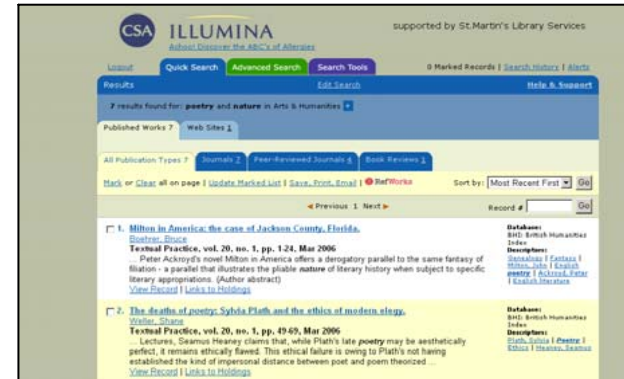 CSA ILLUMINA
supported by St.Martin's Library Services
Achoo! Discover the ABC's of Allergies
Logout Quick Search Advanced Search Search Tools 0 Marked Records | Search History | Alerts
Results Edit Search Help & Support
7 results found for: poetry and nature in Arts & Humanities +
Published Works 7 Web Sites 1
All Publication Types 7 Journals 7 Peer-Reviewed Journals 4 Book Reviews 1
Mark or Clear all on page | Update Marked List | Save, Print, Email | RefWorks Sort by: Most Recent First Go
Previous 1 Next Record # Go
1. Milton in America: the case of Jackson County, Florida.
Boehrer, Bruce
Textual Practice, vol. 20, no. 1, pp. 1-24, Mar 2006
... Peter Ackroyd's novel Milton in America offers a derogatory parallel to the same fantasy of
filiation - a parallel that illustrates the pliable nature of literary history when subject to specific
literary appropriations. (Author abstract)
View Record | Links to Holdings
Database:
BHI: British Humanities
Index
Descriptors:
Genealogy | Fantasy |
Milton, John | English
poetry | Ackroyd, Peter
| English literature
2. The deaths of poetry: Sylvia Plath and the ethics of modern elegy.
Weller, Shane
Textual Practice, vol. 20, no. 1, pp. 49-69, Mar 2006
... Lectures, Seamus Heaney claims that, while Plath's late poetry may be aesthetically
perfect, it remains ethically flawed. This ethical failure is owing to Plath's not having
established the kind of impersonal distance between poet and poem theorized ...
View Record | Links to Holdings
Database:
BHI: British Humanities
Index
Descriptors:
Plath, Sylvia | Poetry |
Ethics | Heaney, Seamus